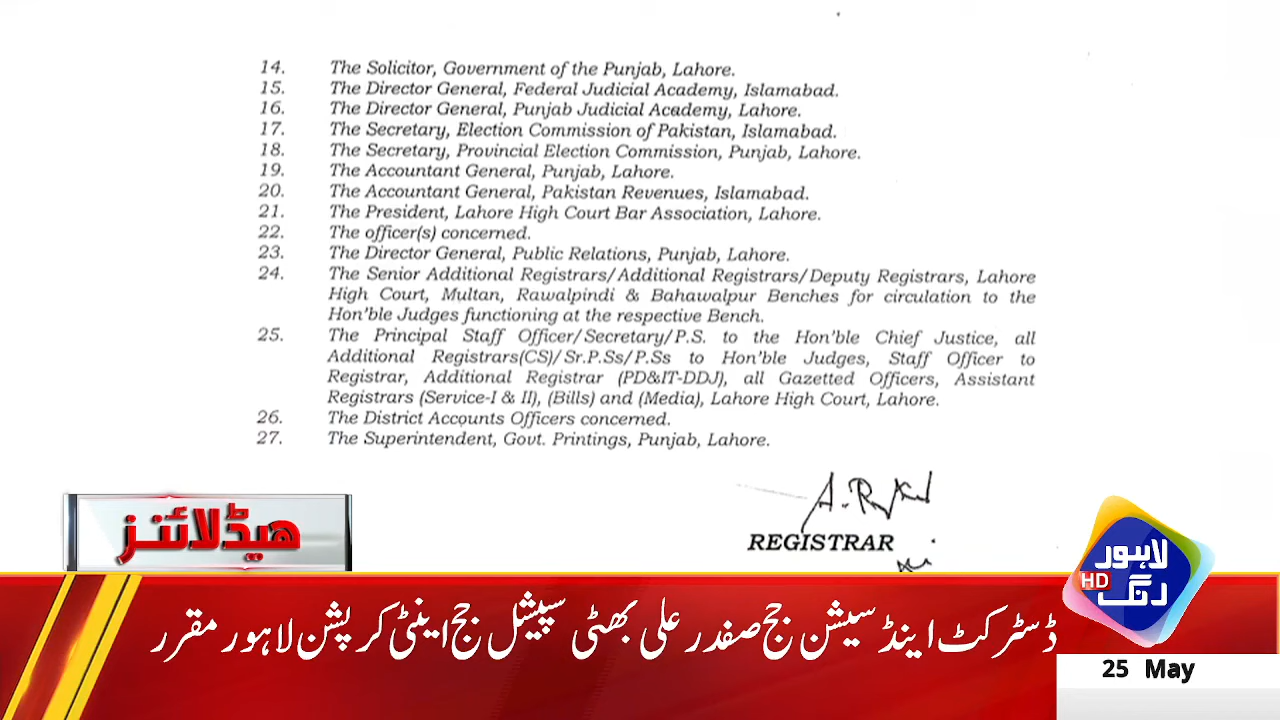 14. The Solicitor, Government of the Punjab, Lahore.
15. The Director General, Federal Judicial Academy, Islamabad.
16. The Director General, Punjab Judicial Academy, Lahore.
17. The Secretary, Election Commission of Pakistan, Islamabad.
18. The Secretary, Provincial Election Commission, Punjab, Lahore.
19. The Accountant General, Punjab, Lahore.
20. The Accountant General, Pakistan Revenues, Islamabad.
21. The President, Lahore High Court Bar Association, Lahore.
22. The officer(s) concerned.
23. The Director General, Public Relations, Punjab, Lahore.
24. The Senior Additional Registrars/Additional Registrars/Deputy Registrars, Lahore
High Court, Multan, Rawalpindi & Bahawalpur Benches for circulation to the
Hon'ble Judges functioning at the respective Bench.
25. The Principal Staff Officer/Secretary/P.S. to the Hon'ble Chief Justice, all
Additional Registrars(CS)/Sr.P.Ss/P.Ss to Hon'ble Judges, Staff Officer to
Registrar, Additional Registrar (PD&IT-DDJ), all Gazetted Officers, Assistant
Registrars (Service-I & II), (Bills) and (Media), Lahore High Court, Lahore.
26. The District Accounts Officers concerned.
27. The Superintendent, Govt. Printings, Punjab, Lahore.
REGISTRAR
ہیڈلائنز
لاہور
HD
رنگ
ڈسٹرکٹ اینڈ سیشن جج صفدر علی بھٹی سپیشل جج اینٹی کرپشن لاہور مقرر
25 May